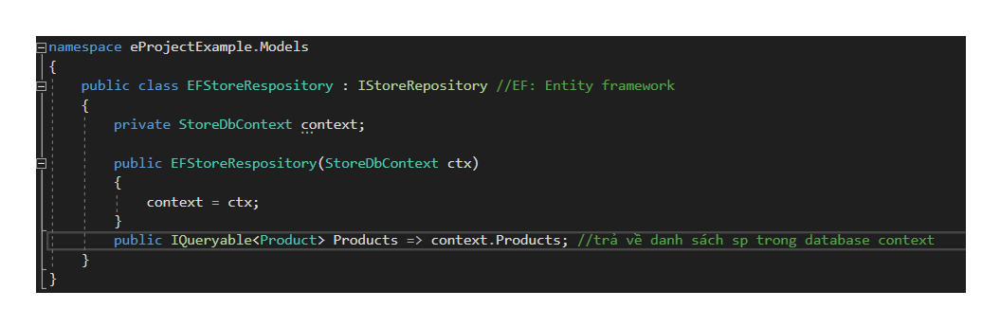 namespace eProjectExample.Models
{
public class EFStoreRespository : IStoreRepository //EF: Entity framework
{
private StoreDbContext context;
public EFStoreRespository(StoreDbContext ctx)
{
context = ctx;
}
public IQueryable<Product> Products => context.Products; //trả về danh sách sp trong database context
}
}